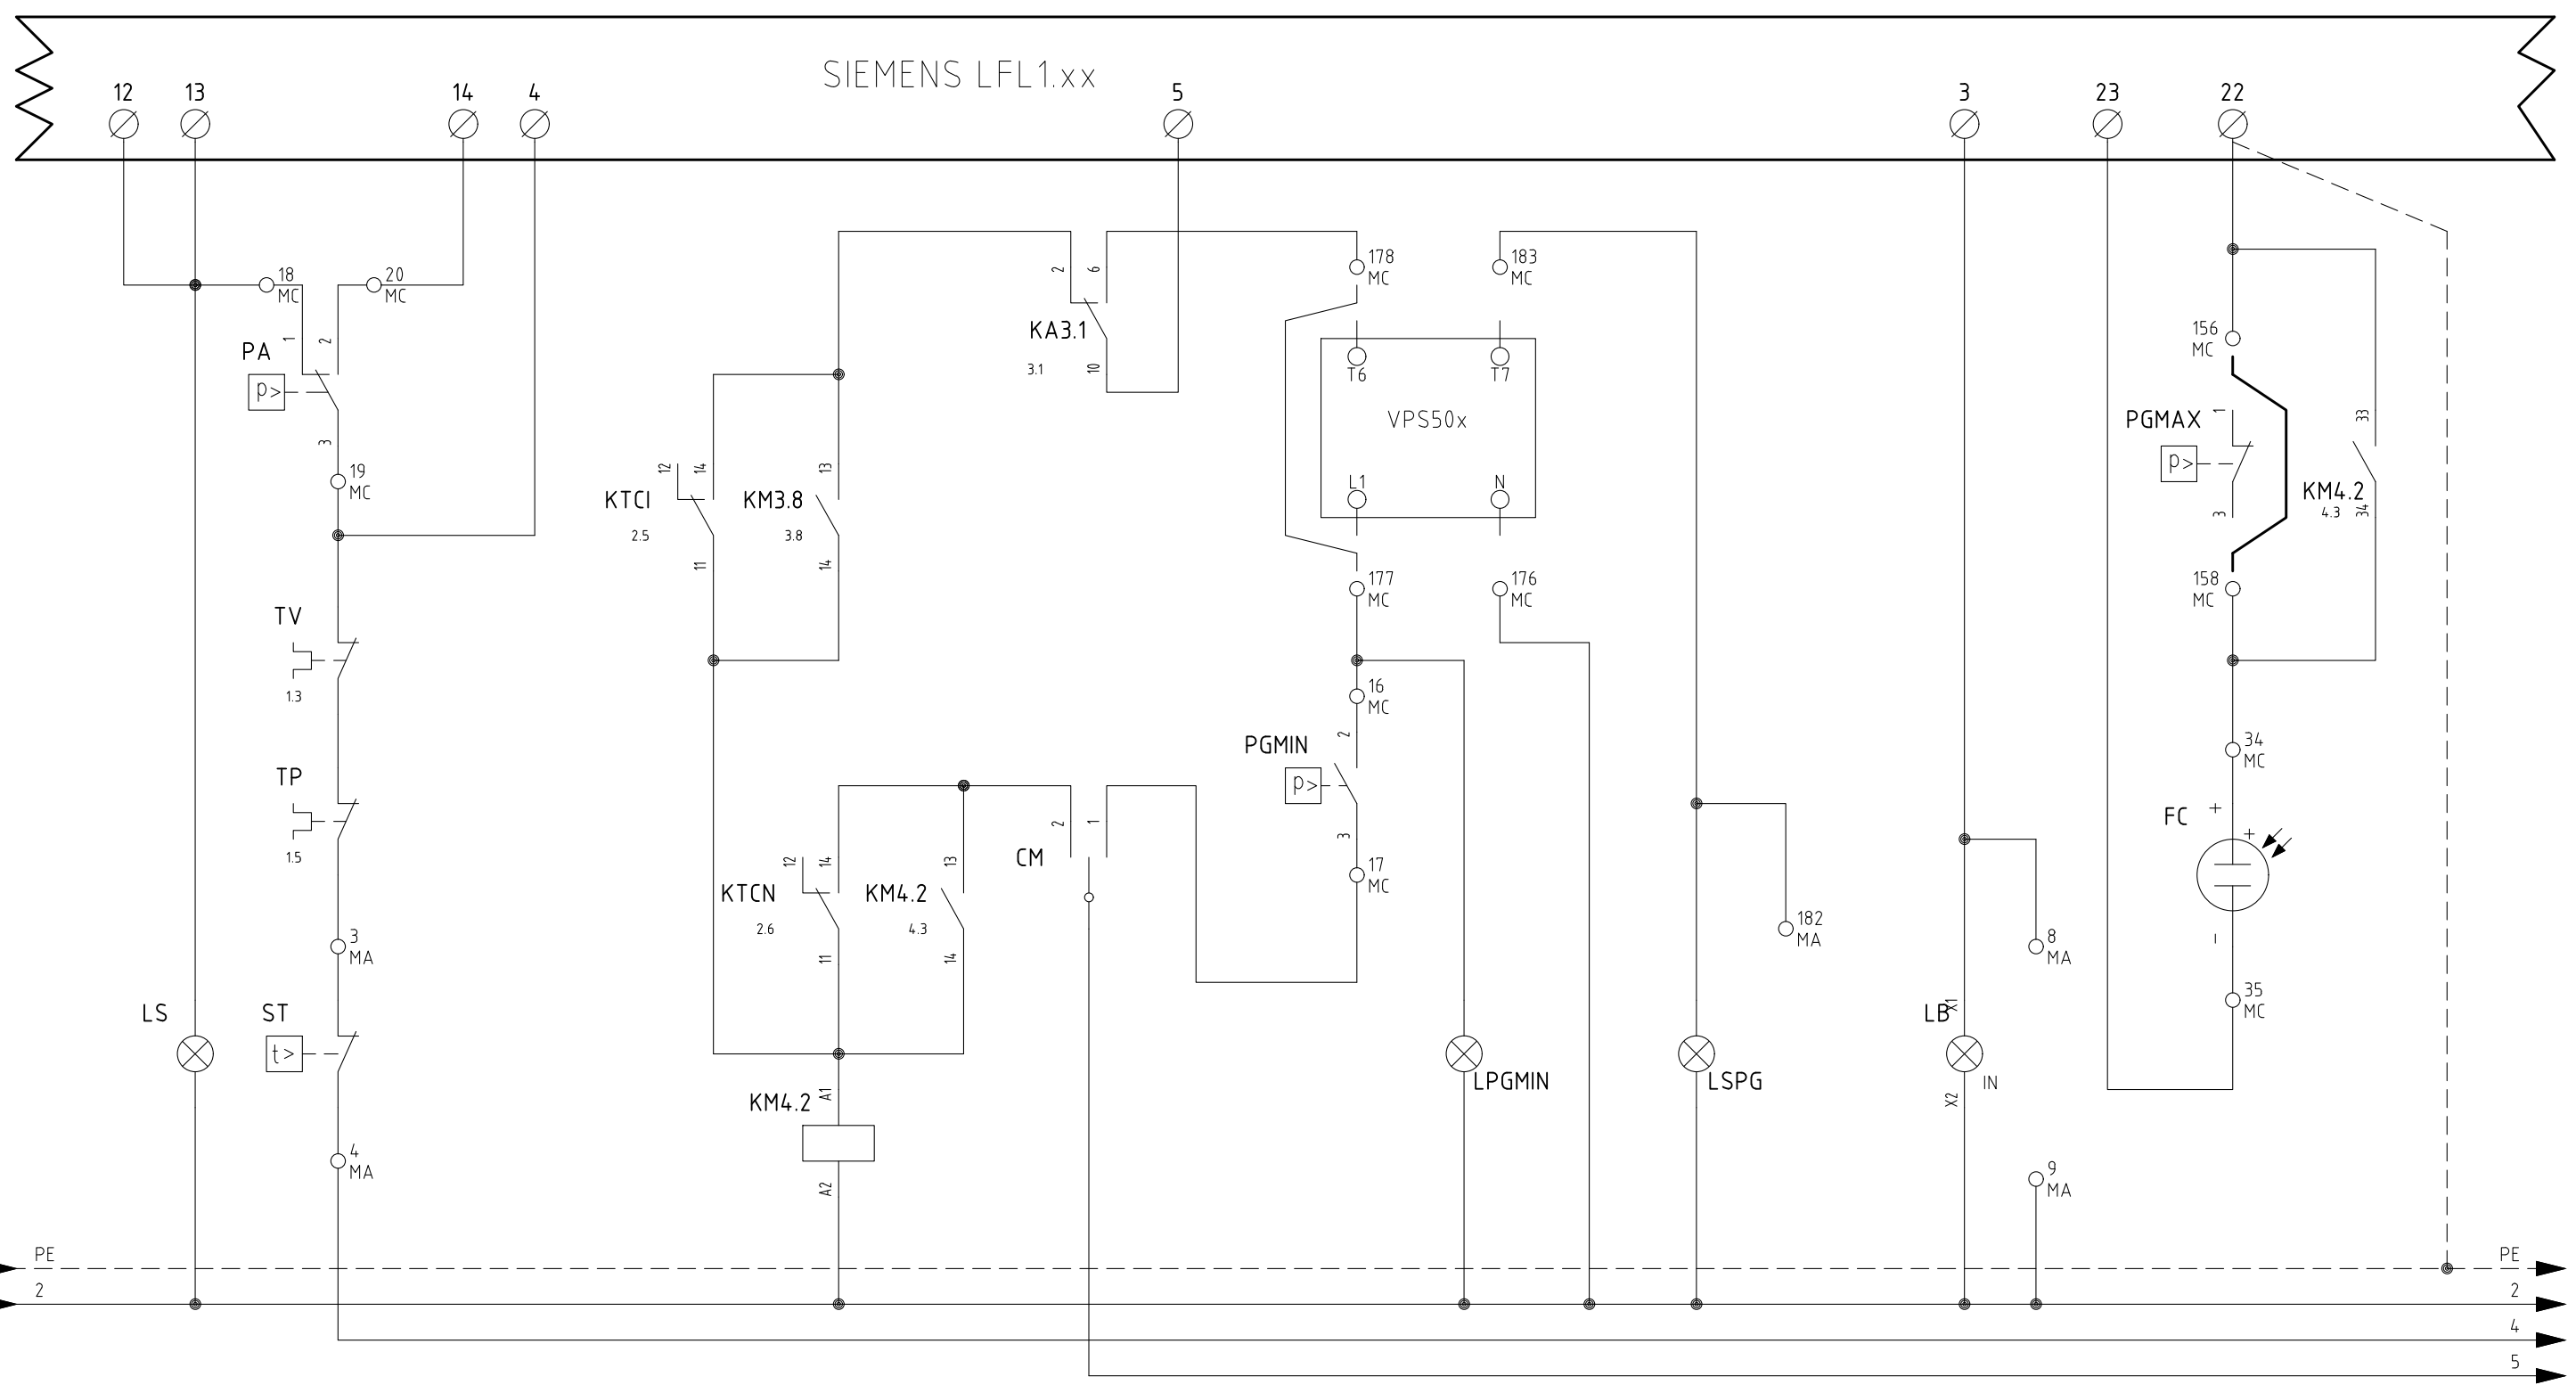 SIEMENS LFL1.xx
12
13
14
4
5
3
23
22
18
MC
20
MC
178
MC
183
MC
2
6
KA3.1
3.1
10
1
2
PA
p>
3
19
MC
156
MC
T6
T7
VPS50x
L1
N
PGMAX
1
p>
3
33
KM4.2
4.3
34
12
14
KTCI
2.5
11
13
KM3.8
3.8
14
177
MC
176
MC
158
MC
TV
1.3
16
MC
2
PGMIN
p>
3
17
MC
34
MC
TP
1.5
2
1
CM
12
14
KTCN
2.6
11
13
KM4.2
4.3
14
FC
+
+
-
182
MA
8
MA
3
MA
35
MC
LS
ST
t>
LPGMIN
LSPG
X1
LB
IN
X2
A1
KM4.2
A2
4
MA
9
MA
PE
PE
2
2
4
5